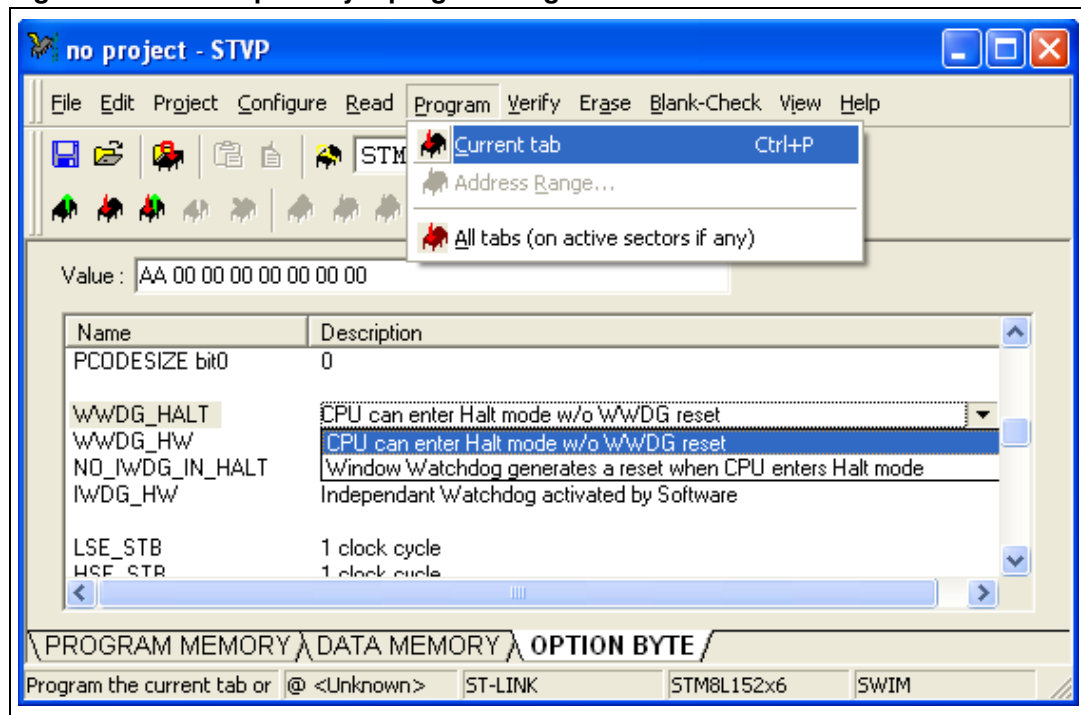 no project - STVP
File Edit Project Configure Read Program Verify Erase Blank-Check View Help
STM
Current tab Ctrl+P
Address Range...
All tabs (on active sectors if any)
Value : AA 00 00 00 00 00 00 00
Name Description
PCODESIZE bit0 0
WWDG_HALT CPU can enter Halt mode w/o WWDG reset
WWDG_HW CPU can enter Halt mode w/o WWDG reset
NO_IWDG_IN_HALT Window Watchdog generates a reset when CPU enters Halt mode
IWDG_HW Independant Watchdog activated by Software
LSE_STB 1 clock cycle
HSE_STB 1 clock cycle
PROGRAM MEMORY DATA MEMORY OPTION BYTE
Program the current tab or @ <Unknown> ST-LINK STM8L152x6 SWIM